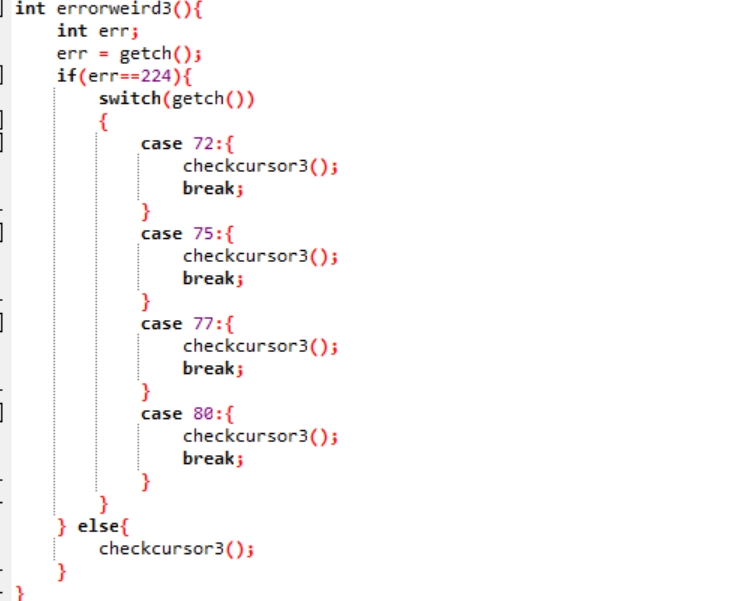 int errorweird3(){
    int err;
    err = getch();
    if(err==224){
        switch(getch())
        {
            case 72:{
                checkcursor3();
                break;
            }
            case 75:{
                checkcursor3();
                break;
            }
            case 77:{
                checkcursor3();
                break;
            }
            case 80:{
                checkcursor3();
                break;
            }
        }
    } else{
        checkcursor3();
    }
}